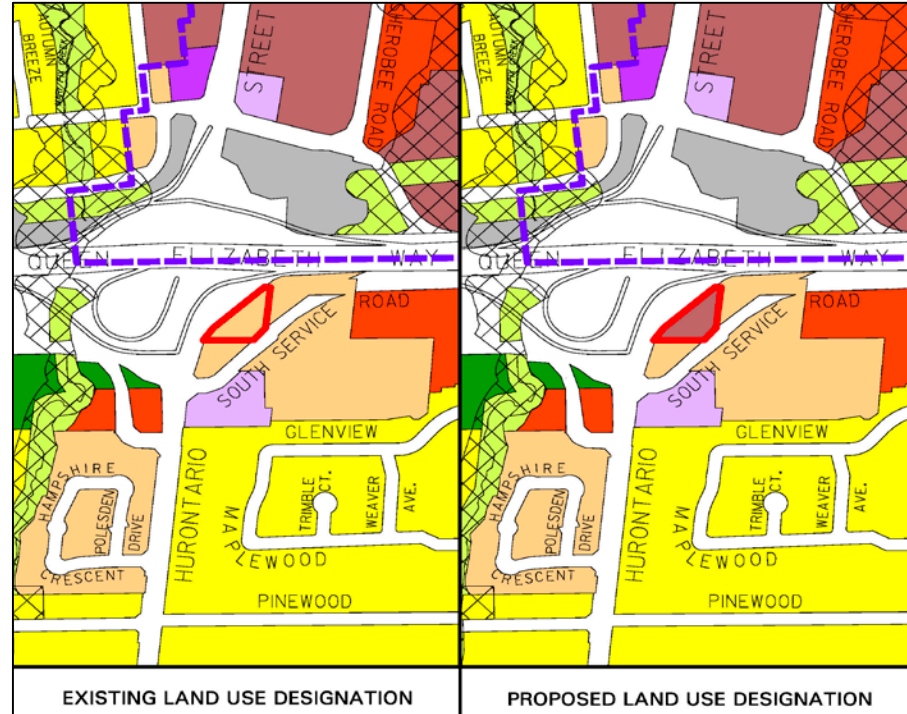 AUTUMN
BREEZE
STREET
SHEROBEE ROAD
QUEEN ELIZABETH WAY
ROAD
SOUTH SERVICE
GLENVIEW
HAMPSHIRE
POLESDEN
DRIVE
CRESCENT
HURONTARIO
MAPLEWOOD
TRIMBLE
CT.
WEAVER
AVE.
PINEWOOD
EXISTING LAND USE DESIGNATION
AUTUMN
BREEZE
STREET
SHEROBEE ROAD
QUEEN ELIZABETH WAY
ROAD
SOUTH SERVICE
GLENVIEW
HAMPSHIRE
POLESDEN
DRIVE
CRESCENT
HURONTARIO
MAPLEWOOD
TRIMBLE
CT.
WEAVER
AVE.
PINEWOOD
PROPOSED LAND USE DESIGNATION